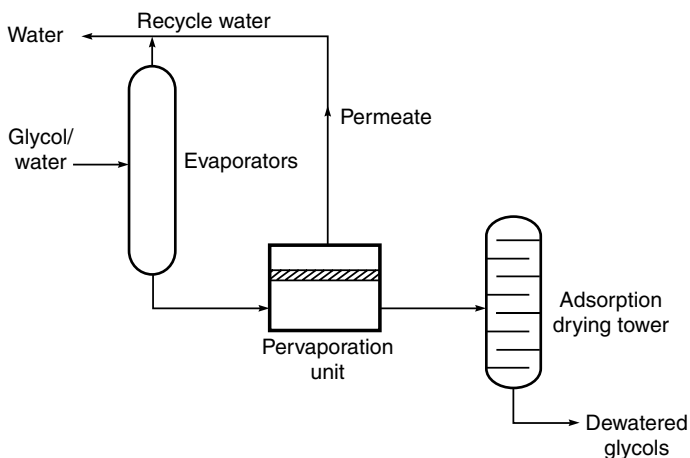 Recycle water
Water
Permeate
Glycol/
water
Evaporators
Adsorption
drying tower
Pervaporation
unit
Dewatered
glycols